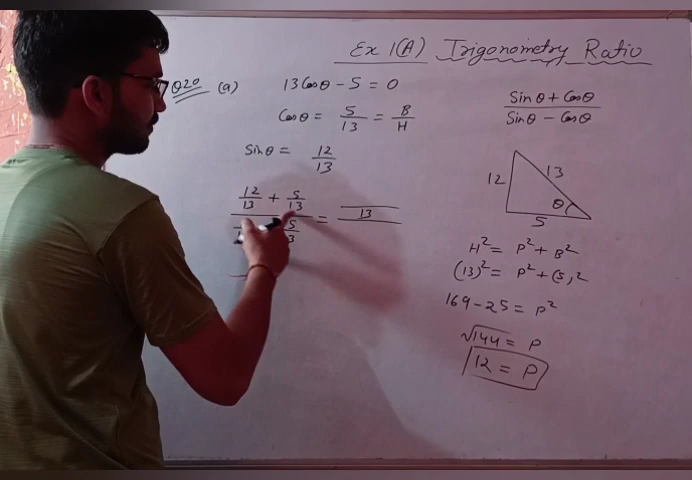 Ex 1(A) Trigonometry Ratio
Q20 (a) 13 Cosθ - 5 = 0
Cosθ = 5/13 = B/H
Sinθ = 12/13
12/13 + 5/13
5
= 13
Sinθ + Cosθ
Sinθ - Cosθ
12 13
θ
5
H² = P² + B²
(13)² = P² + (5)²
169 - 25 = P²
√144 = P
12 = P